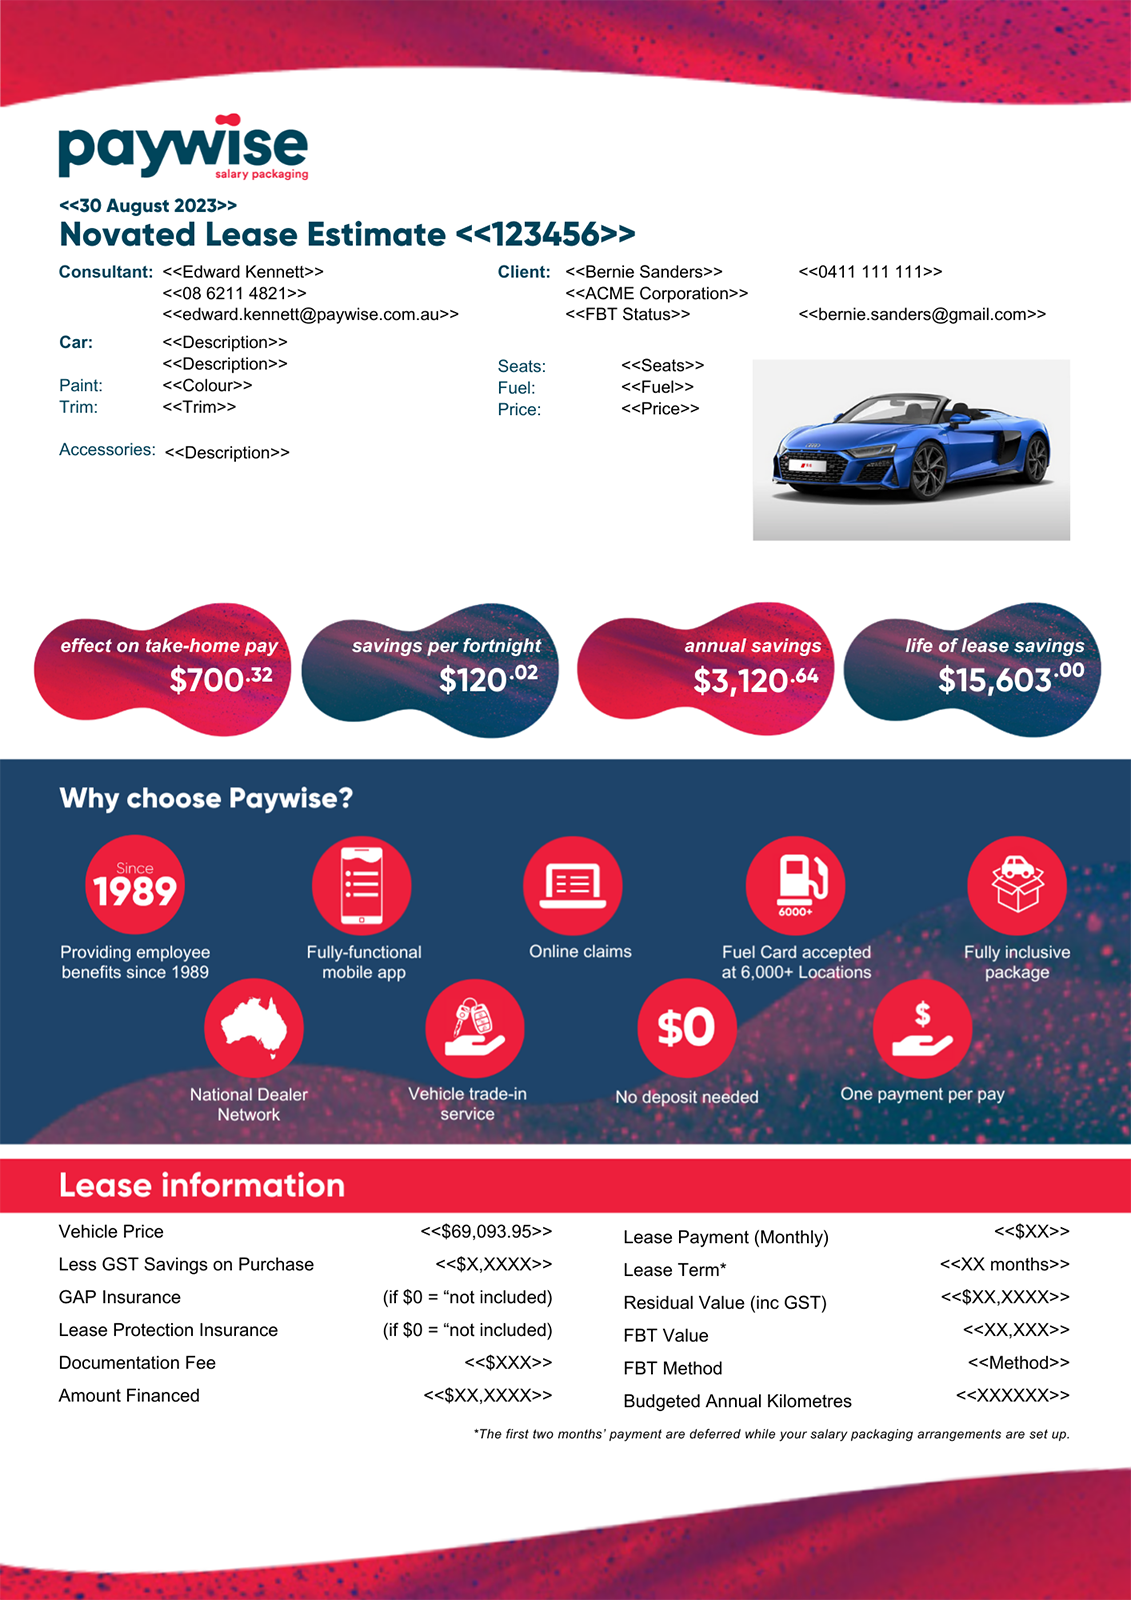 paywise
salary packaging
<<30 August 2023>>
Novated Lease Estimate <<123456>>
Consultant: <<Edward Kennett>>
<<08 6211 4821>>
<<edward.kennett@paywise.com.au>>
Client: <<Bernie Sanders>> <<0411 111 111>>
<<ACME Corporation>>
<<FBT Status>> <<bernie.sanders@gmail.com>>
Car: <<Description>>
<<Description>>
Paint: <<Colour>>
Trim: <<Trim>>
Accessories: <<Description>>
Seats: <<Seats>>
Fuel: <<Fuel>>
Price: <<Price>>
effect on take-home pay
$700.32
savings per fortnight
$120.02
annual savings
$3,120.64
life of lease savings
$15,603.00
Why choose Paywise?
Since
1989
Providing employee
benefits since 1989
Fully-functional
mobile app
Online claims
6000+
Fuel Card accepted
at 6,000+ Locations
Fully inclusive
package
National Dealer
Network
Vehicle trade-in
service
$0
No deposit needed
$
One payment per pay
Lease information
Vehicle Price <<$69,093.95>>
Less GST Savings on Purchase <<$X,XXXX>>
GAP Insurance (if $0 = “not included)
Lease Protection Insurance (if $0 = “not included)
Documentation Fee <<$XXX>>
Amount Financed <<$XX,XXXX>>
Lease Payment (Monthly) <<$XX>>
Lease Term* <<XX months>>
Residual Value (inc GST) <<$XX,XXXX>>
FBT Value <<XX,XXX>>
FBT Method <<Method>>
Budgeted Annual Kilometres <<XXXXXX>>
*The first two months’ payment are deferred while your salary packaging arrangements are set up.